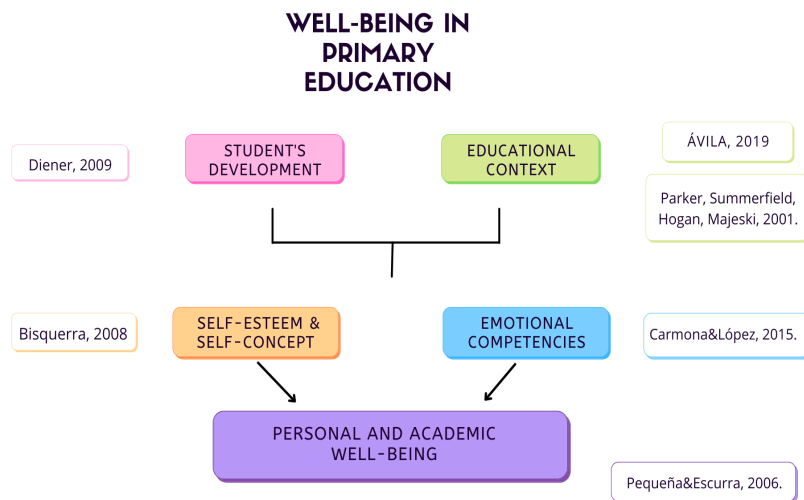 WELL-BEING IN
PRIMARY
EDUCATION
Diener, 2009
STUDENT'S
DEVELOPMENT
EDUCATIONAL
CONTEXT
ÁVILA, 2019
Parker, Summerfield,
Hogan, Majeski, 2001.
Bisquerra, 2008
SELF-ESTEEM &
SELF-CONCEPT
EMOTIONAL
COMPETENCIES
Carmona&López, 2015.
PERSONAL AND ACADEMIC
WELL-BEING
Pequeña&Escurra, 2006.